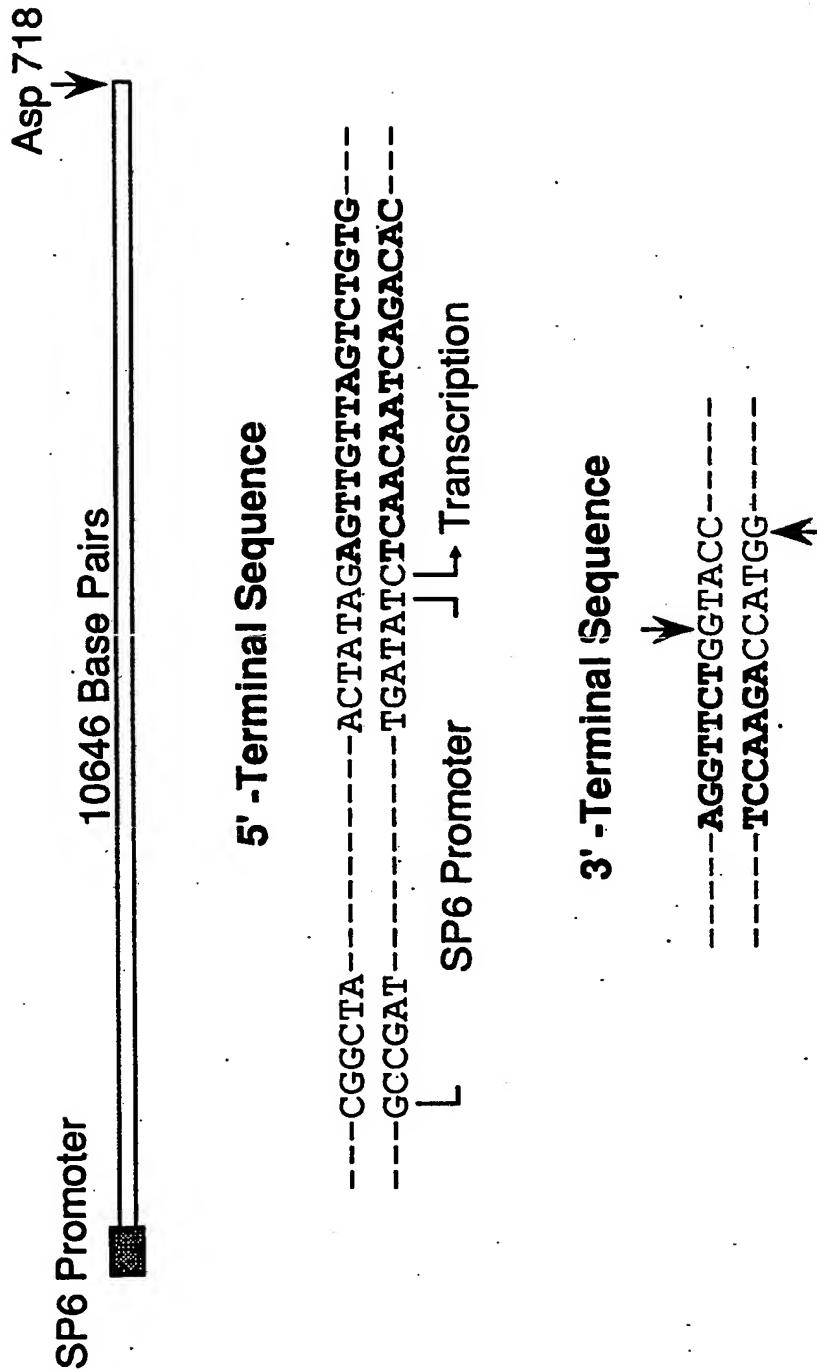 Asp 718
SP6 Promoter
10646 Base Pairs
5'-Terminal Sequence
----CGGCTA----------ACTATAGAGTTGTTAGTCTGTG----
----GCCGAT----------TGATATCTCAACAATCAGACAC----
Transcription
SP6 Promoter
3'-Terminal Sequence
------AGGTTCTGGTACC------
------TCCAAGACCATGG------